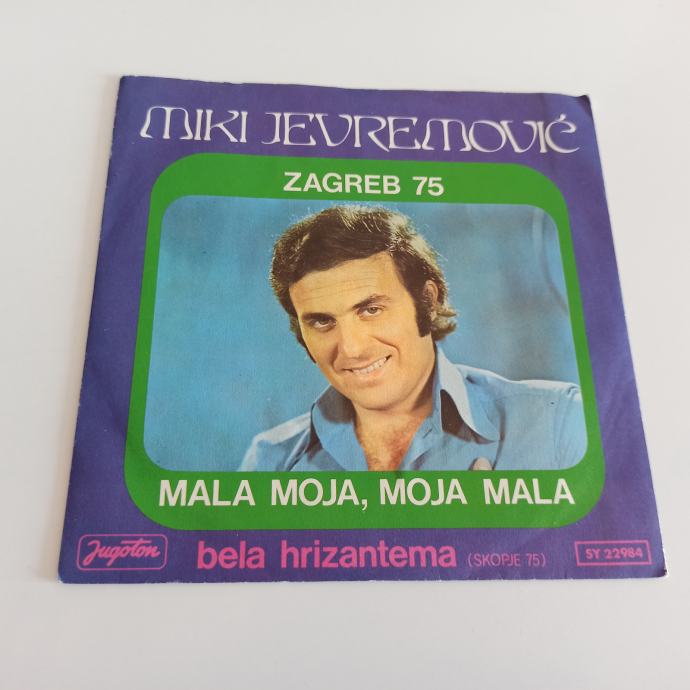 MIKI JEVREMOVIĆ
ZAGREB 75
MALA MOJA, MOJA MALA
Jugoton bela hrizantema (SKOPJE 75) SY 22984